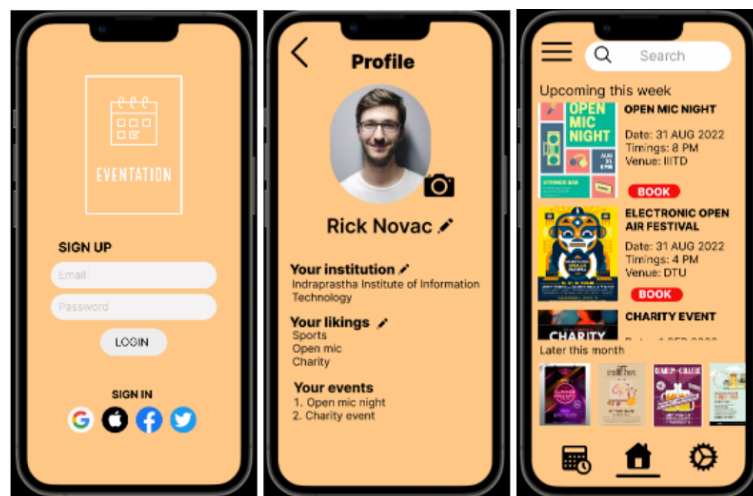 EVENTATION
SIGN UP
Email
Password
LOGIN
SIGN IN
Profile
Rick Novac
Your institution
Indraprastha Institute of Information
Technology
Your likings
Sports
Open mic
Charity
Your events
1. Open mic night
2. Charity event
Search
Upcoming this week
OPEN
MIC
NIGHT
OPEN MIC NIGHT
Date: 31 AUG 2022
Timings: 8 PM
Venue: IIITD
BOOK
ELECTRONIC OPEN
AIR FESTIVAL
Date: 31 AUG 2022
Timings: 4 PM
Venue: DTU
BOOK
CHARITY
CHARITY EVENT
Later this month